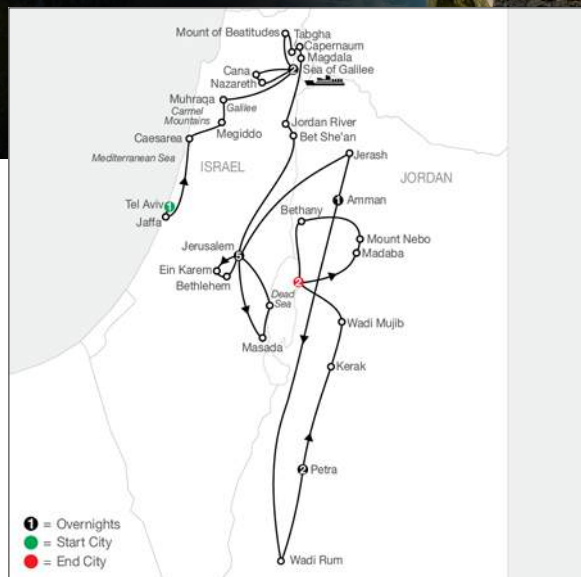 Mount of Beatitudes
Tabgha
Capernaum
Magdala
Cana
2
Sea of Galilee
Nazareth
Muhraqa
Galilee
Carmel
Mountains
Megiddo
Jordan River
Caesarea
Bet She'an
Mediterranean Sea
ISRAEL
Jerash
JORDAN
Tel Aviv
1
Jaffa
1
Amman
Bethany
Mount Nebo
Madaba
Jerusalem
5
Ein Karem
Bethlehem
2
Dead
Sea
Wadi Mujib
Masada
Kerak
2
Petra
1 = Overnights
= Start City
= End City
Wadi Rum